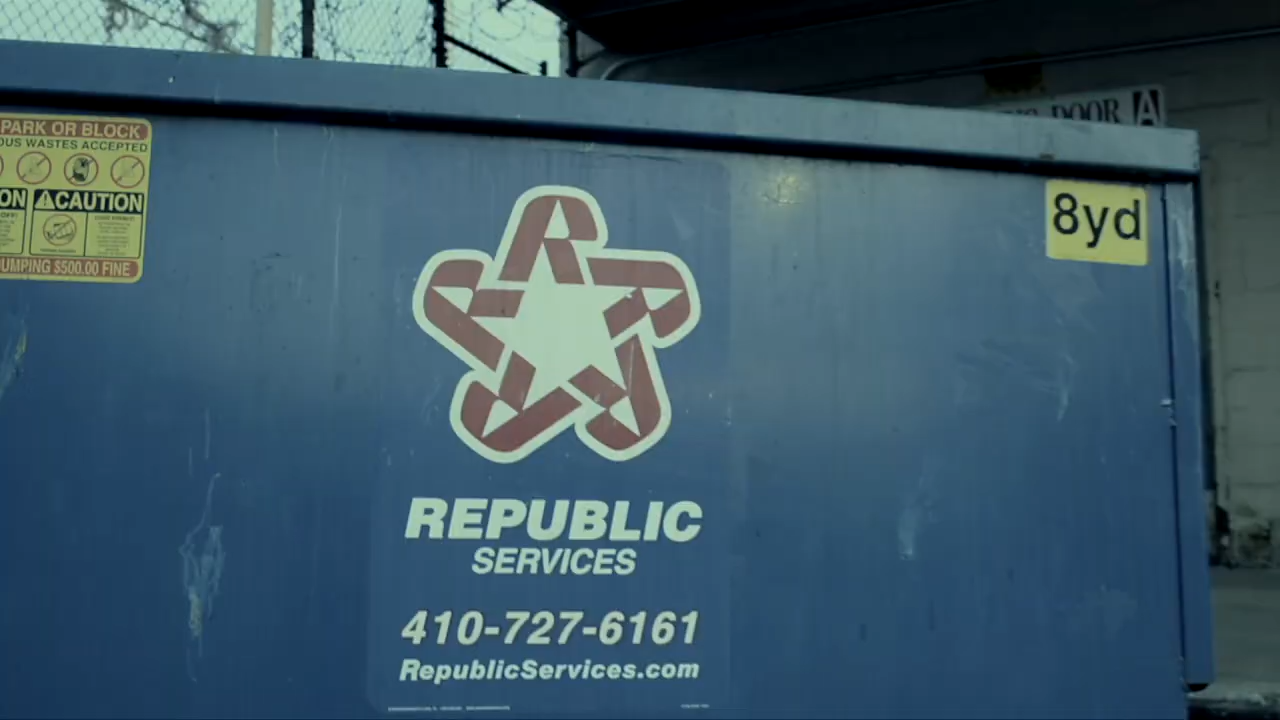 PARK OR BLOCK
OUS WASTES ACCEPTED
ON CAUTION
UMPING $500.00 FINE
DOOR A
8yd
REPUBLIC
SERVICES
410-727-6161
RepublicServices.com